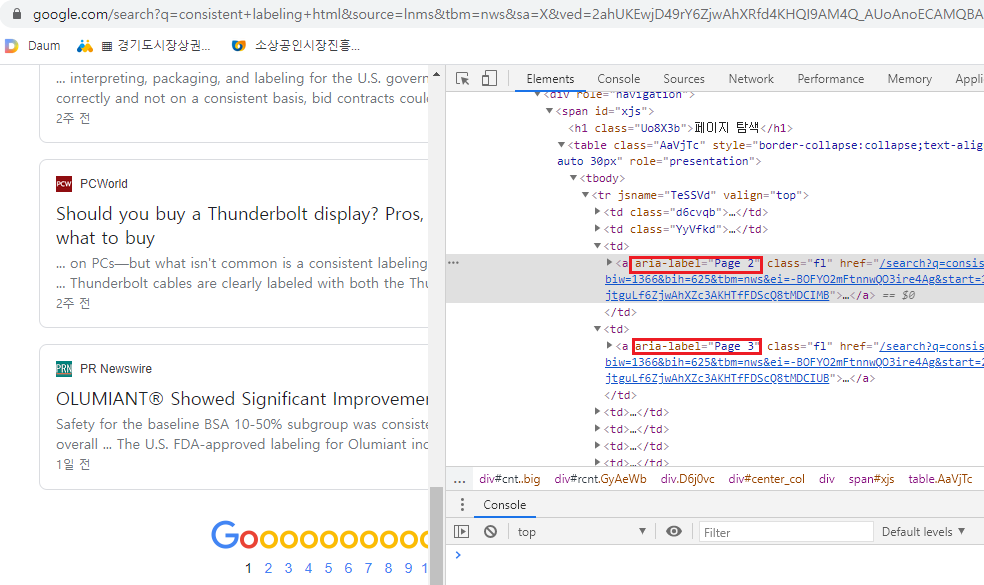 google.com/search?q=consistent+labeling+html&source=lnms&tbm=nws&sa=X&ved=2ahUKEwjD49rY6ZjwAhXRfd4KHQI9AM4Q_AUoAnoECAMQBA
Daum
경기도시장상권...
소상공인시장진흥...
... interpreting, packaging, and labeling for the U.S. govern
correctly and not on a consistent basis, bid contracts coul
2주 전
PCW PCWorld
Should you buy a Thunderbolt display? Pros,
what to buy
... on PCs—but what isn't common is a consistent labeling
... Thunderbolt cables are clearly labeled with both the Thu
2주 전
PRN PR Newswire
OLUMIANT® Showed Significant Improvemer
Safety for the baseline BSA 10-50% subgroup was consiste
overall ... The U.S. FDA-approved labeling for Olumiant inc
1일 전
Goooooooooo
1 2 3 4 5 6 7 8 9 1
Elements Console Sources Network Performance Memory Appli
<div role="navigation">
<span id="xjs">
<h1 class="Uo8X3b">페이지 탐색</h1>
<table class="AaVjTc" style="border-collapse:collapse;text-alig
auto 30px" role="presentation">
<tbody>
<tr jsname="TeSSVd" valign="top">
<td class="d6cvqb">…</td>
<td class="YyVfkd">…</td>
<td>
... <a aria-label="Page 2" class="fl" href="/search?q=consis
biw=1366&bih=625&tbm=nws&ei=-BOFYO2mFtnnwQO3ire4Ag&start=1
jtguLf6ZjwAhXZc3AKHTfFDScQ8tMDCIMB">…</a> == $0
</td>
<td>
<a aria-label="Page 3" class="fl" href="/search?q=consis
biw=1366&bih=625&tbm=nws&ei=-BOFYO2mFtnnwQO3ire4Ag&start=2
jtguLf6ZjwAhXZc3AKHTfFDScQ8tMDCIUB">…</a>
</td>
<td>…</td>
<td>…</td>
<td>…</td>
<td>…</td>
... div#cnt..big div#rcnt.GyAeWb div.D6j0vc div#center_col div span#xjs table.AaVjTc
Console
top Filter Default levels